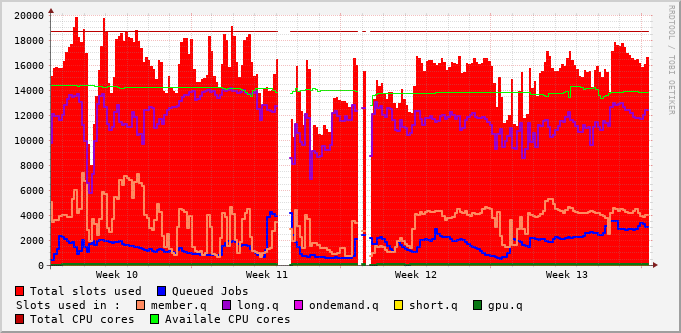 20000
18000
16000
14000
12000
10000
8000
6000
4000
2000
0
Week 10 Week 11 Week 12 Week 13
RRDTOOL / TOBI OETIKER
Total slots used Queued Jobs
Slots used in : member.q long.q ondemand.q short.q gpu.q
Total CPU cores Availale CPU cores